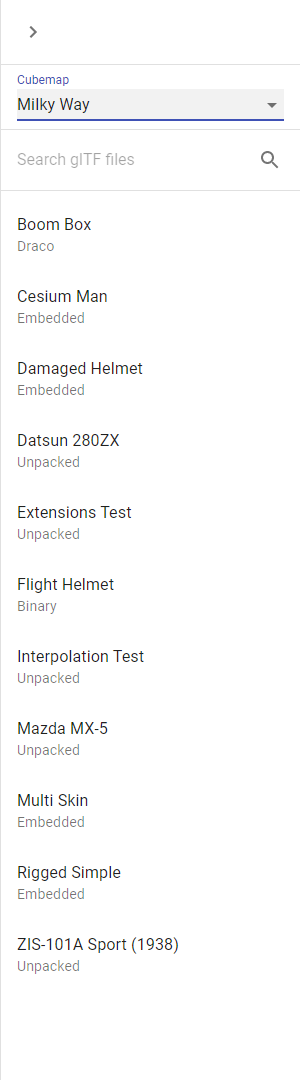 Cubemap
Milky Way
Search glTF files
Boom Box
Draco
Cesium Man
Embedded
Damaged Helmet
Embedded
Datsun 280ZX
Unpacked
Extensions Test
Unpacked
Flight Helmet
Binary
Interpolation Test
Unpacked
Mazda MX-5
Unpacked
Multi Skin
Embedded
Rigged Simple
Embedded
ZIS-101A Sport (1938)
Unpacked